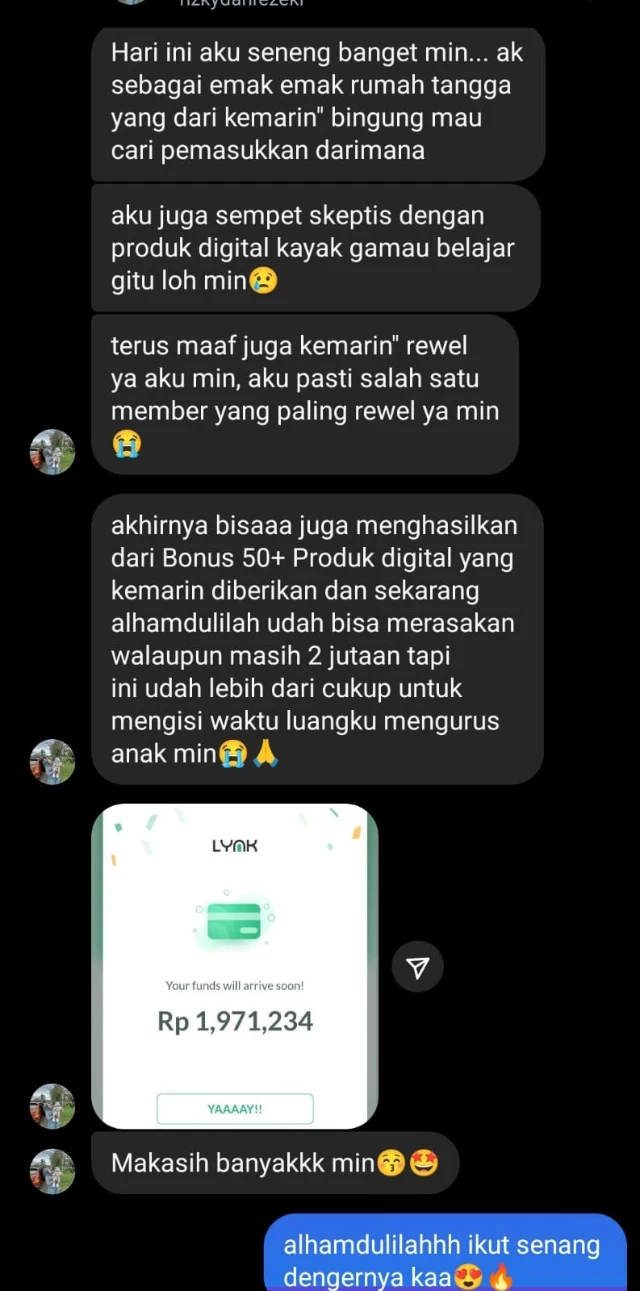 rizkydanrezeki
Hari ini aku seneng banget min... ak
sebagai emak emak rumah tangga
yang dari kemarin" bingung mau
cari pemasukkan darimana
aku juga sempet skeptis dengan
produk digital kayak gamau belajar
gitu loh min😢
terus maaf juga kemarin" rewel
ya aku min, aku pasti salah satu
member yang paling rewel ya min
😭
akhirnya bisaaa juga menghasilkan
dari Bonus 50+ Produk digital yang
kemarin diberikan dan sekarang
alhamdulilah udah bisa merasakan
walaupun masih 2 jutaan tapi
ini udah lebih dari cukup untuk
mengisi waktu luangku mengurus
anak min😭🙏
LYNK
Your funds will arrive soon!
Rp 1,971,234
YAAAAY!!
Makasih banyakkk min😚🤩
alhamdulilahhh ikut senang
dengernya kaa😍🔥